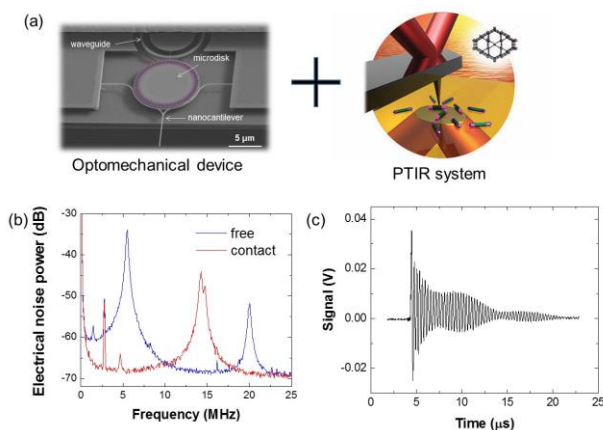 (a)
waveguide
microdisk
nanocantilever
5 µm
Optomechanical device
PTIR system
(b)
Electrical noise power (dB)
-30
-40
-50
-60
-70
free
contact
0
5
10
15
20
25
Frequency (MHz)
(c)
Signal (V)
0.04
0.02
0.00
-0.02
0
5
10
15
20
25
Time (µs)